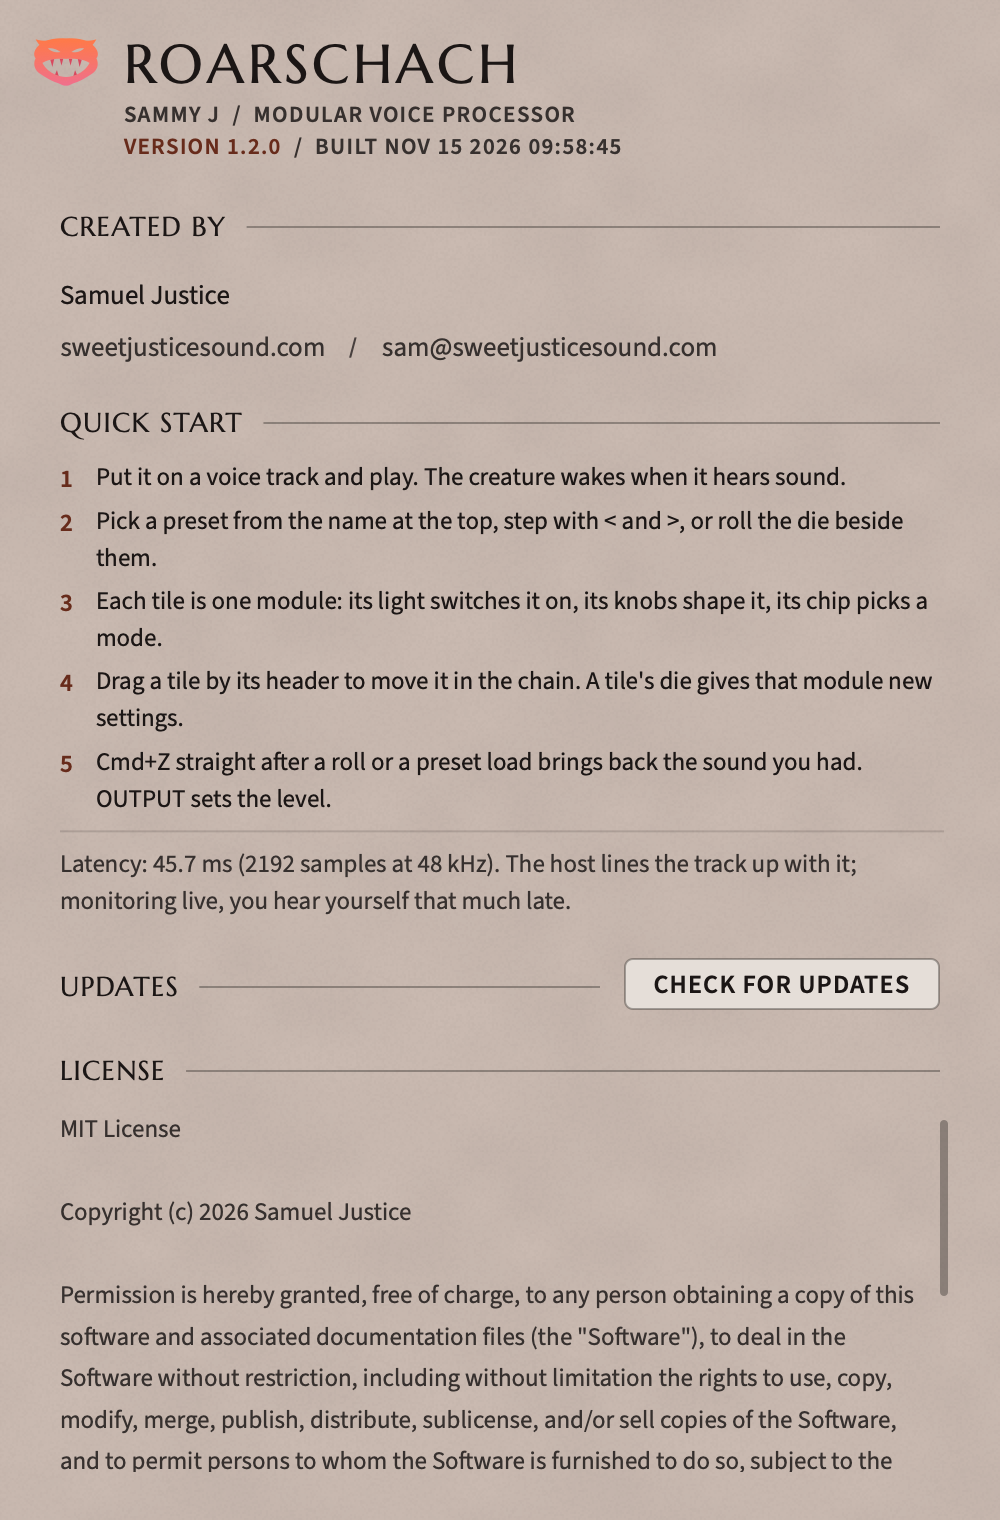 ROARSCHACH
SAMMY J / MODULAR VOICE PROCESSOR
VERSION 1.2.0 / BUILT NOV 15 2026 09:58:45
CREATED BY
Samuel Justice
sweetjusticesound.com / sam@sweetjusticesound.com
QUICK START
1 Put it on a voice track and play. The creature wakes when it hears sound.
2 Pick a preset from the name at the top, step with < and >, or roll the die beside
them.
3 Each tile is one module: its light switches it on, its knobs shape it, its chip picks a
mode.
4 Drag a tile by its header to move it in the chain. A tile's die gives that module new
settings.
5 Cmd+Z straight after a roll or a preset load brings back the sound you had.
OUTPUT sets the level.
Latency: 45.7 ms (2192 samples at 48 kHz). The host lines the track up with it;
monitoring live, you hear yourself that much late.
UPDATES
CHECK FOR UPDATES
LICENSE
MIT License
Copyright (c) 2026 Samuel Justice
Permission is hereby granted, free of charge, to any person obtaining a copy of this
software and associated documentation files (the "Software"), to deal in the
Software without restriction, including without limitation the rights to use, copy,
modify, merge, publish, distribute, sublicense, and/or sell copies of the Software,
and to permit persons to whom the Software is furnished to do so, subject to the